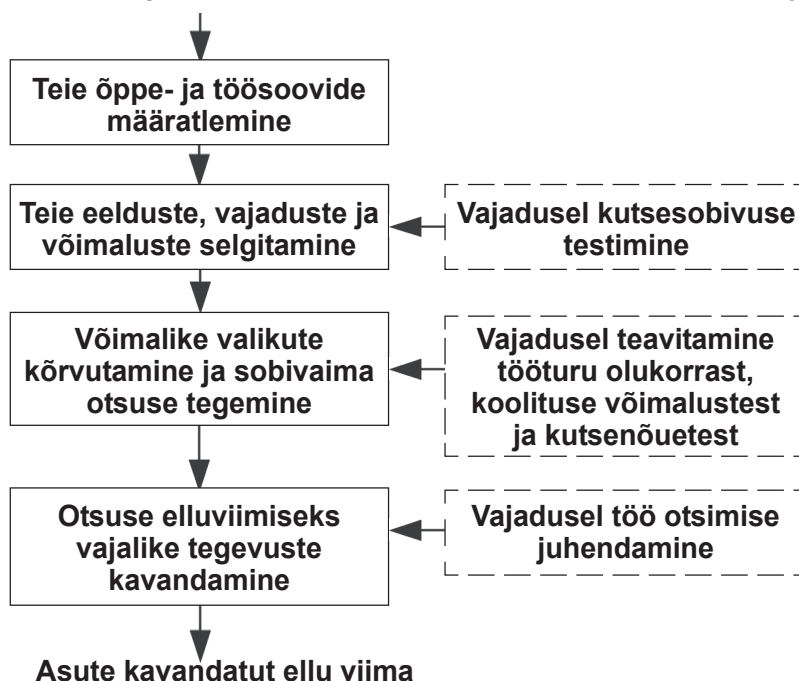 Teie õppe- ja töösoovide
määratlemine
Teie eelduste, vajaduste ja
võimaluste selgitamine
Vajadusel kutsesobivuse
testimine
Võimalike valikute
kõrvutamine ja sobivaima
otsuse tegemine
Vajadusel teavitamine
tööturu olukorrast,
koolituse võimalustest
ja kutsenõuetest
Otsuse elluviimiseks
vajalike tegevuste
kavandamine
Vajadusel töö otsimise
juhendamine
Asute kavandatut ellu viima